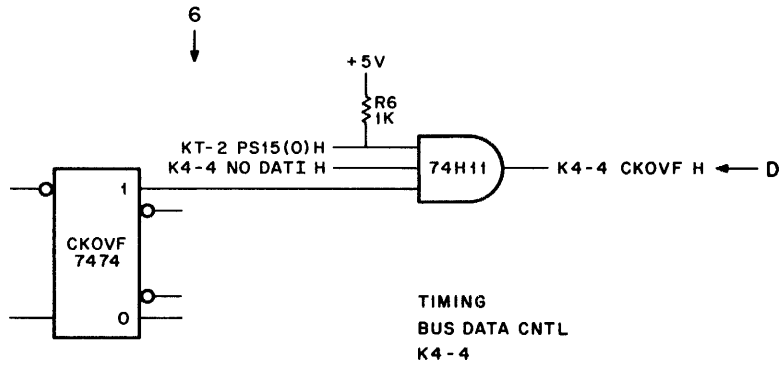 6
+5V
R6
1K
KT-2 PS15(0)H
K4-4 NO DATI H
74H11
K4-4 CKOVF H
D
1
CKOVF
7474
0
TIMING
BUS DATA CNTL
K4-4